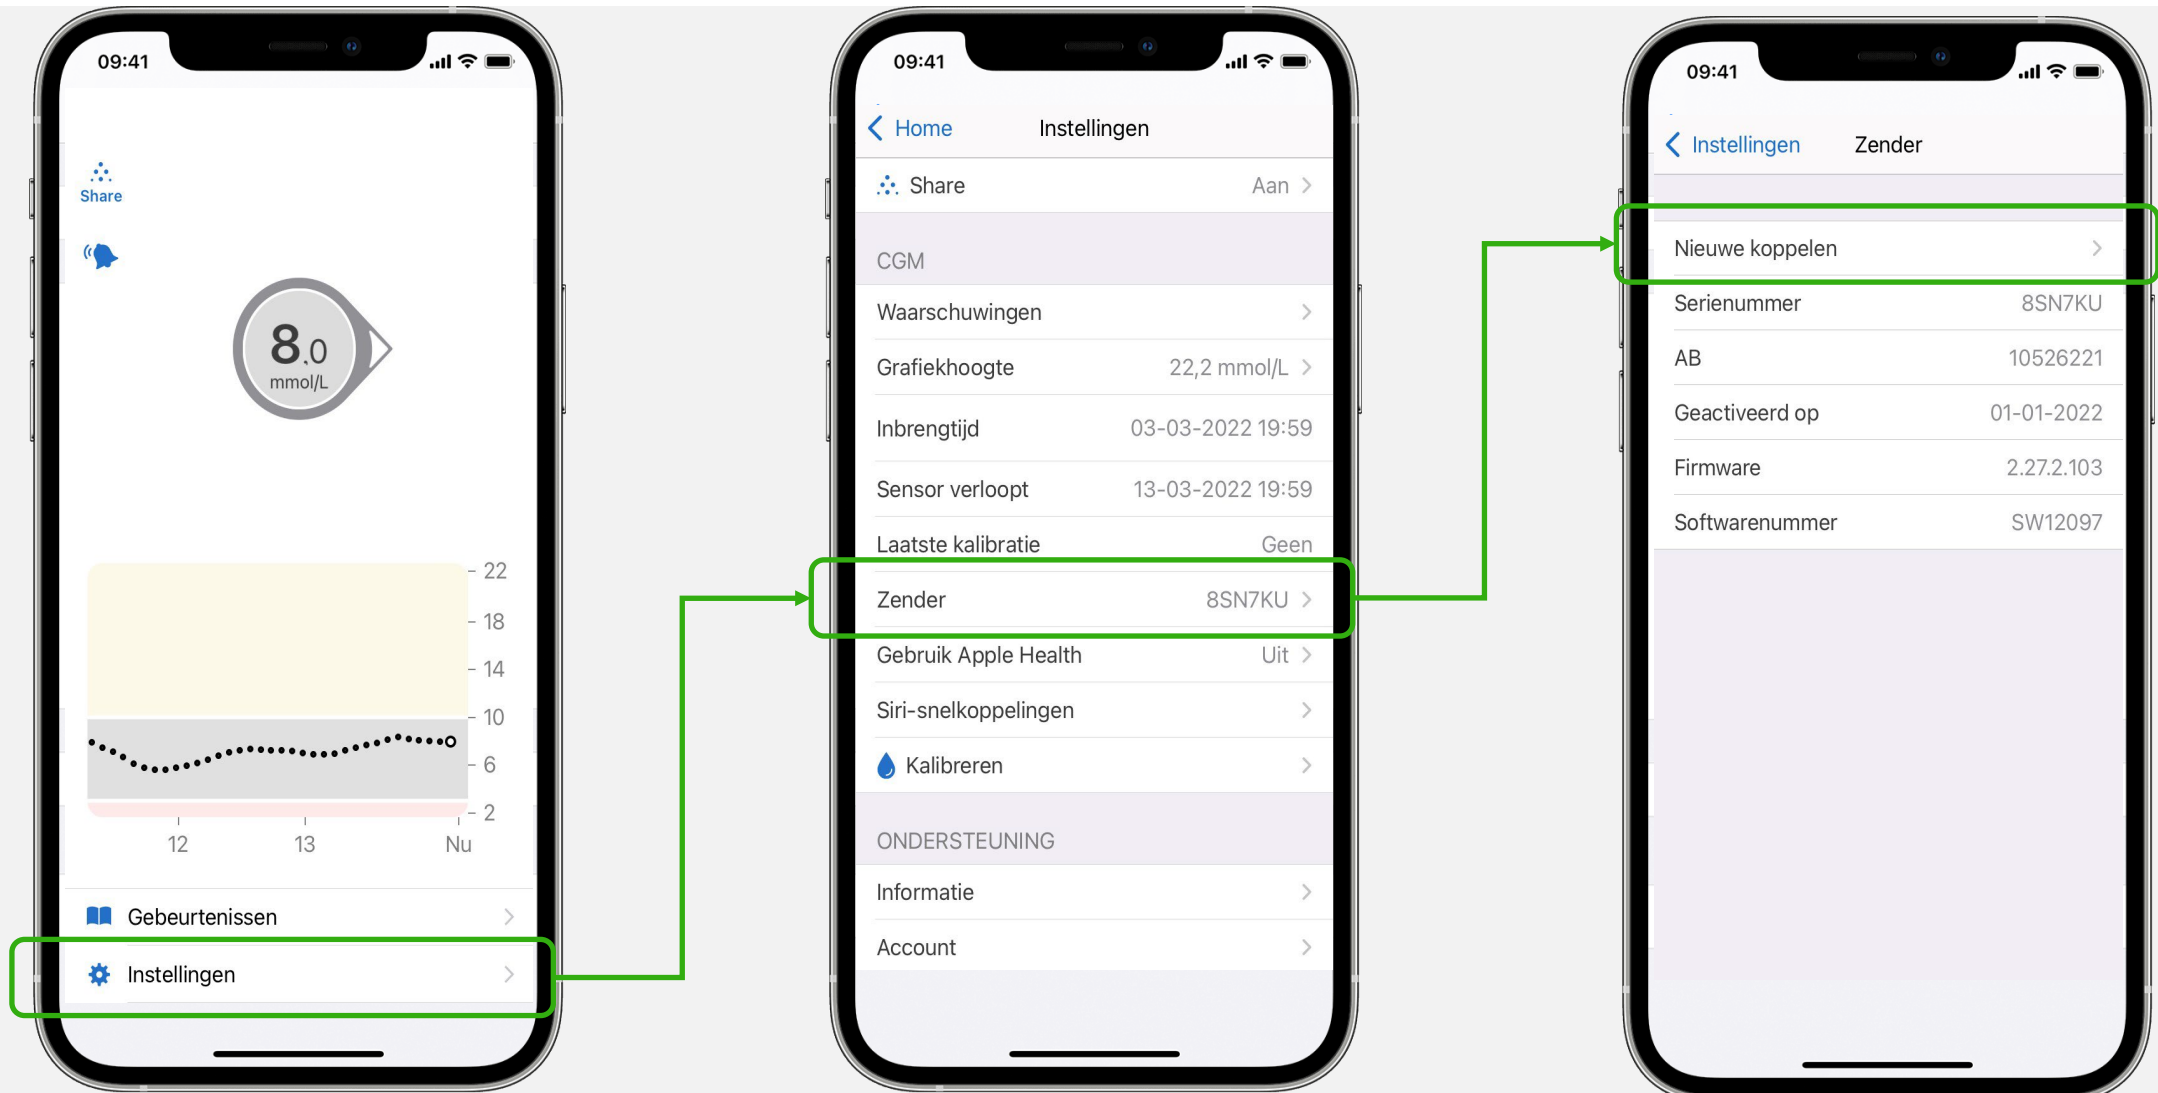 09:41
Share
8,0
mmol/L
22
18
14
10
6
2
12 13 Nu
Gebeurtenissen
Instellingen
09:41
Home Instellingen
Share Aan
CGM
Waarschuwingen
Grafiekhoogte 22,2 mmol/L
Inbrengtijd 03-03-2022 19:59
Sensor verloopt 13-03-2022 19:59
Laatste kalibratie Geen
Zender 8SN7KU
Gebruik Apple Health Uit
Siri-snelkoppelingen
Kalibreren
ONDERSTEUNING
Informatie
Account
09:41
Instellingen Zender
Nieuwe koppelen
Serienummer 8SN7KU
AB 10526221
Geactiveerd op 01-01-2022
Firmware 2.27.2.103
Softwarenummer SW12097